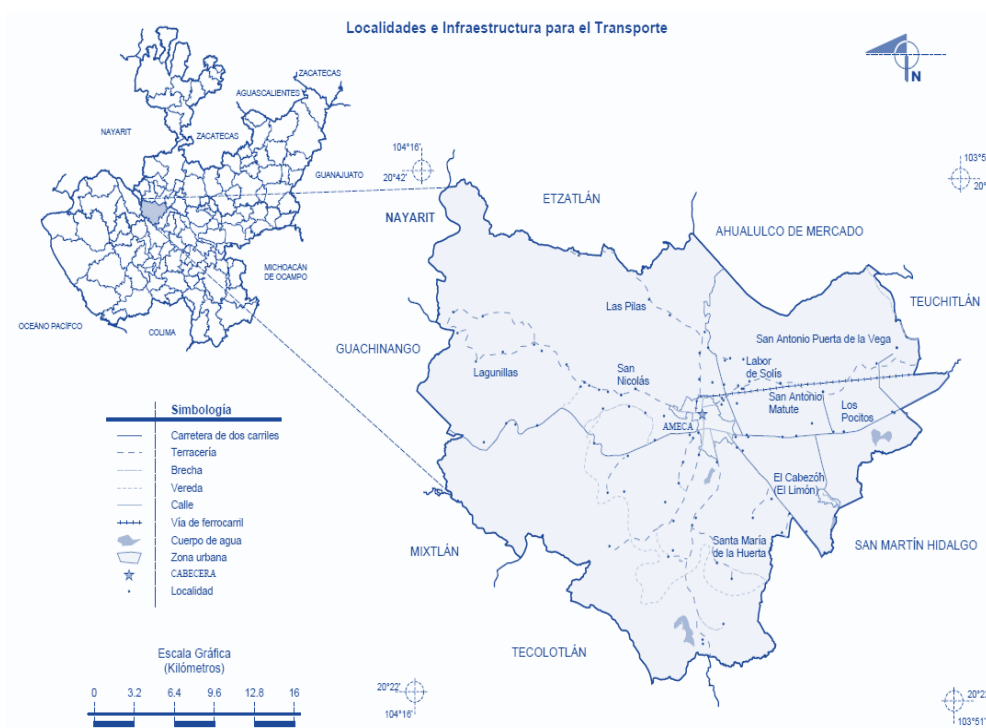 Localidades e Infraestructura para el Transporte
N
ZACATECAS
AGUASCALIENTES
NAYARIT
ZACATECAS
GUANAJUATO
MICHOACÁN
DE OCAMPO
OCEÁNO PACÍFCO
COLIMA
104°16'
20°42'
103°5
20°
NAYARIT
ETZATLÁN
AHUALULCO DE MERCADO
TEUCHITLÁN
GUACHINANGO
Las Pilas
San Antonio Puerta de la Vega
Labor
de Solís
Lagunillas
San
Nicolás
San Antonio
Matute
Los
Pocitos
AMECA
El Cabezón
(El Limón)
Santa María
de la Huerta
MIXTLÁN
SAN MARTÍN HIDALGO
TECOLOTLÁN
Simbología
Carretera de dos carriles
Terracería
Brecha
Vereda
Calle
Vía de ferrocarril
Cuerpo de agua
Zona urbana
CABECERA
Localidad
Escala Gráfica
(Kilómetros)
0 3.2 6.4 9.6 12.8 16
20°22'
104°16'
20°22
103°51'